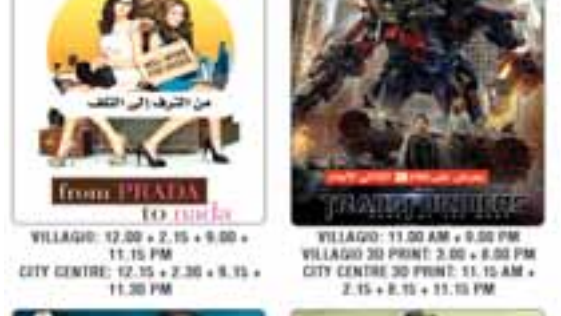 من الترف إلى التلف
from PRADA
to nada
VILLAGIO: 12.00 + 2.15 + 9.00 +
11.15 PM
CITY CENTRE: 12.15 + 2.30 + 9.15 +
11.30 PM
TRANSFORMERS
VILLAGIO: 11.00 AM + 9.00 PM
VILLAGIO 3D PRINT: 3.00 + 8.00 PM
CITY CENTRE 3D PRINT: 11.15 AM +
2.15 + 8.15 + 11.15 PM